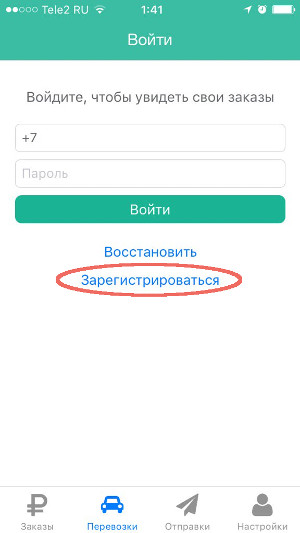 Tele2 RU 1:41
Войти
Войдите, чтобы увидеть свои заказы
+7
Пароль
Войти
Восстановить
Зарегистрироваться
Заказы Перевозки Отправки Настройки